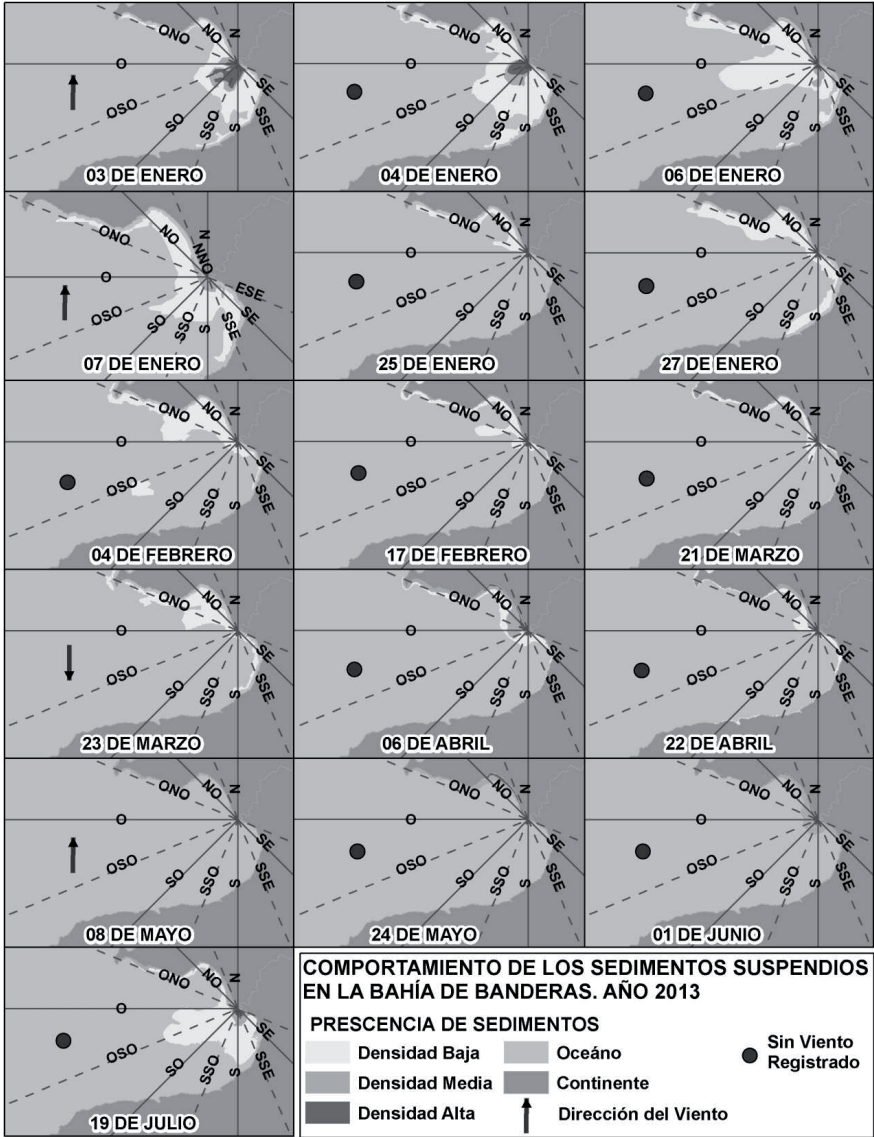 ONO
NO
N
O
SE
OSO
SO
SSO
S
SSE
03 DE ENERO
ONO
NO
N
O
SE
OSO
SO
SSO
S
SSE
04 DE ENERO
ONO
NO
N
O
SE
OSO
SO
SSO
S
SSE
06 DE ENERO
ONO
NO
N
NNO
O
ESE
SE
OSO
SO
SSO
S
SSE
07 DE ENERO
ONO
NO
N
O
SE
OSO
SO
SSO
S
SSE
25 DE ENERO
ONO
NO
N
O
SE
OSO
SO
SSO
S
SSE
27 DE ENERO
ONO
NO
N
O
SE
OSO
SO
SSO
S
SSE
04 DE FEBRERO
ONO
NO
N
O
SE
OSO
SO
SSO
S
SSE
17 DE FEBRERO
ONO
NO
N
O
SE
OSO
SO
SSO
S
SSE
21 DE MARZO
ONO
NO
N
O
SE
OSO
SO
SSO
S
SSE
23 DE MARZO
ONO
NO
N
O
SE
OSO
SO
SSO
S
SSE
06 DE ABRIL
ONO
NO
N
O
SE
OSO
SO
SSO
S
SSE
22 DE ABRIL
ONO
NO
N
O
SE
OSO
SO
SSO
S
SSE
08 DE MAYO
ONO
NO
N
O
SE
OSO
SO
SSO
S
SSE
24 DE MAYO
ONO
NO
N
O
SE
OSO
SO
SSO
S
SSE
01 DE JUNIO
ONO
NO
N
O
SE
OSO
SO
SSO
S
SSE
19 DE JULIO
COMPORTAMIENTO DE LOS SEDIMENTOS SUSPENDIOS
EN LA BAHÍA DE BANDERAS. AÑO 2013
PRESCENCIA DE SEDIMENTOS
Densidad Baja
Densidad Media
Densidad Alta
Oceáno
Continente
Dirección del Viento
Sin Viento
Registrado